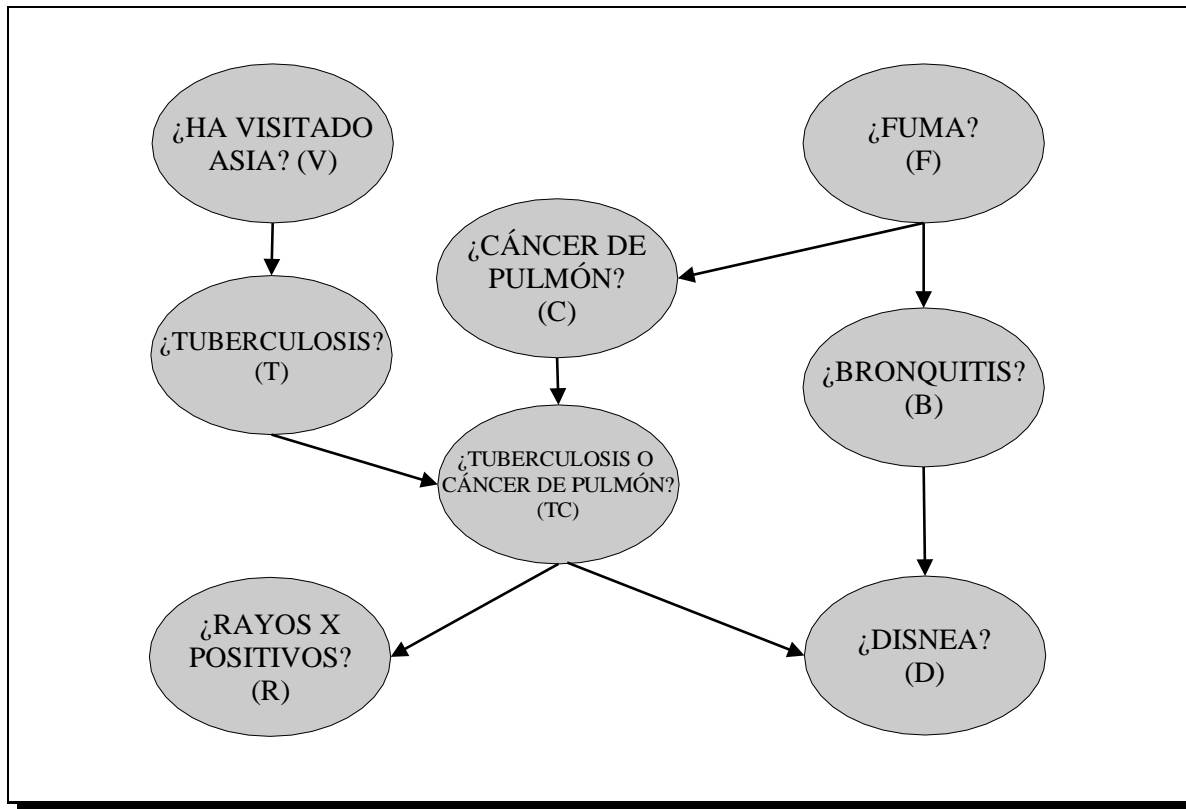 ¿HA VISITADO
ASIA? (V)
¿FUMA?
(F)
¿CÁNCER DE
PULMÓN?
(C)
¿TUBERCULOSIS?
(T)
¿BRONQUITIS?
(B)
¿TUBERCULOSIS O
CÁNCER DE PULMÓN?
(TC)
¿RAYOS X
POSITIVOS?
(R)
¿DISNEA?
(D)